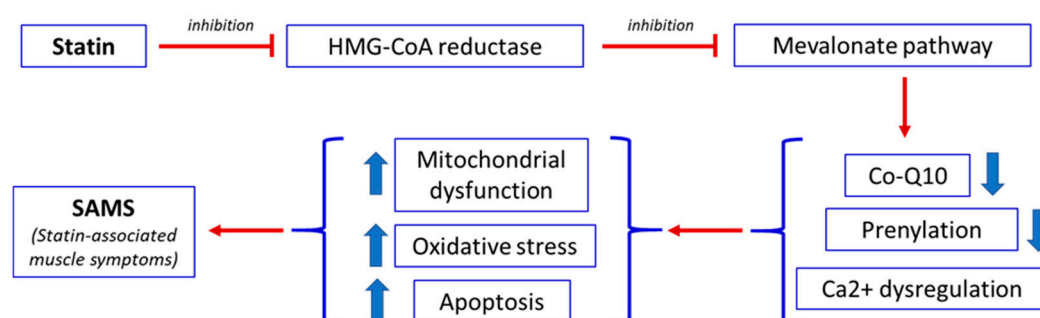 inhibition
inhibition
Statin
HMG-CoA reductase
Mevalonate pathway
Co-Q10
Prenylation
Ca2+ dysregulation
Mitochondrial
dysfunction
Oxidative stress
Apoptosis
SAMS
(Statin-associated
muscle symptoms)